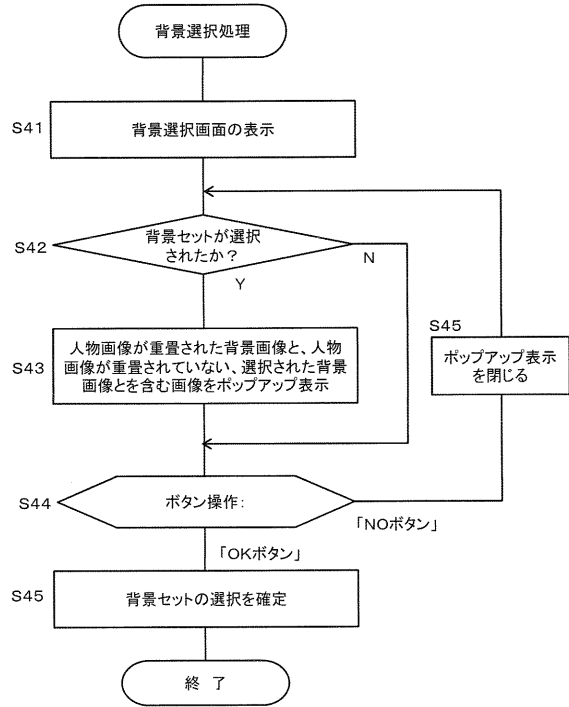 背景選択処理
S41
背景選択画面の表示
S42
背景セットが選択
されたか？
N
Y
S43
人物画像が重畳された背景画像と、人物
画像が重畳されていない、選択された背景
画像とを含む画像をポップアップ表示
S45
ポップアップ表示
を閉じる
S44
ボタン操作:
「NOボタン」
「OKボタン」
S45
背景セットの選択を確定
終 了